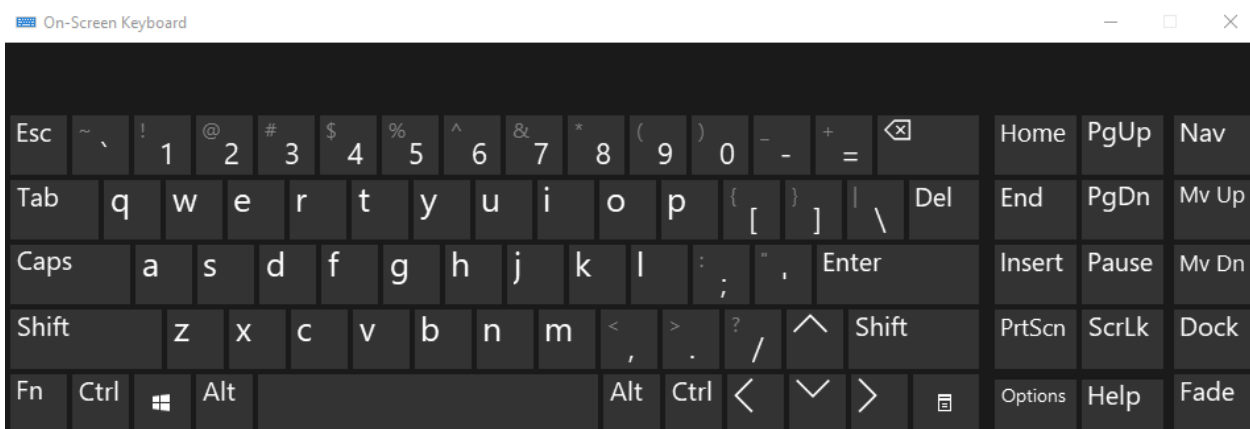 On-Screen Keyboard
Esc ~ ` ! 1 @ 2 # 3 $ 4 % 5 ^ 6 & 7 * 8 ( 9 ) 0 _ - + = Home PgUp Nav
Tab q w e r t y u i o p { [ } ] | \ Del End PgDn Mv Up
Caps a s d f g h j k l : ; " ' Enter Insert Pause Mv Dn
Shift z x c v b n m < , > . ? / Shift PrtScn ScrLk Dock
Fn Ctrl Alt Alt Ctrl Options Help Fade